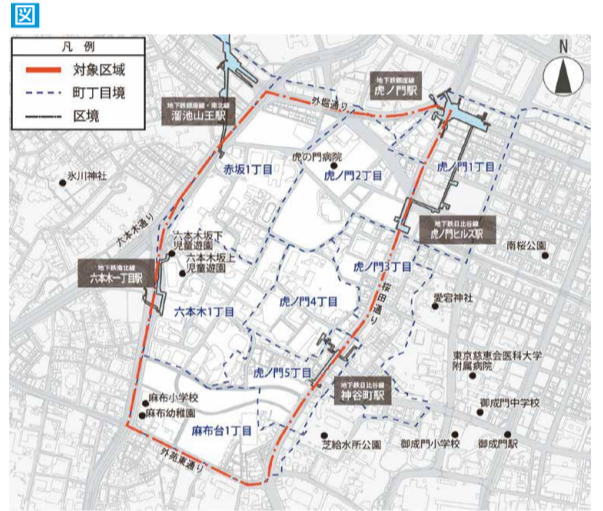 図
凡例
対象区域
町丁目境
区境
N
地下鉄銀座線・南北線
溜池山王駅
地下鉄銀座線
虎ノ門駅
外堀通り
赤坂1丁目
虎の門病院
虎ノ門2丁目
虎ノ門1丁目
氷川神社
六本木通り
六本木坂下
児童遊園
六本木坂上
児童遊園
地下鉄日比谷線
虎ノ門ヒルズ駅
南桜公園
地下鉄南北線
六本木一丁目駅
虎ノ門3丁目
桜田通り
愛宕神社
六本木1丁目
虎ノ門4丁目
東京慈恵会医科大学
附属病院
虎ノ門5丁目
地下鉄日比谷線
神谷町駅
麻布小学校
麻布幼稚園
麻布台1丁目
御成門中学校
外苑東通り
芝給水所公園
御成門小学校
御成門駅